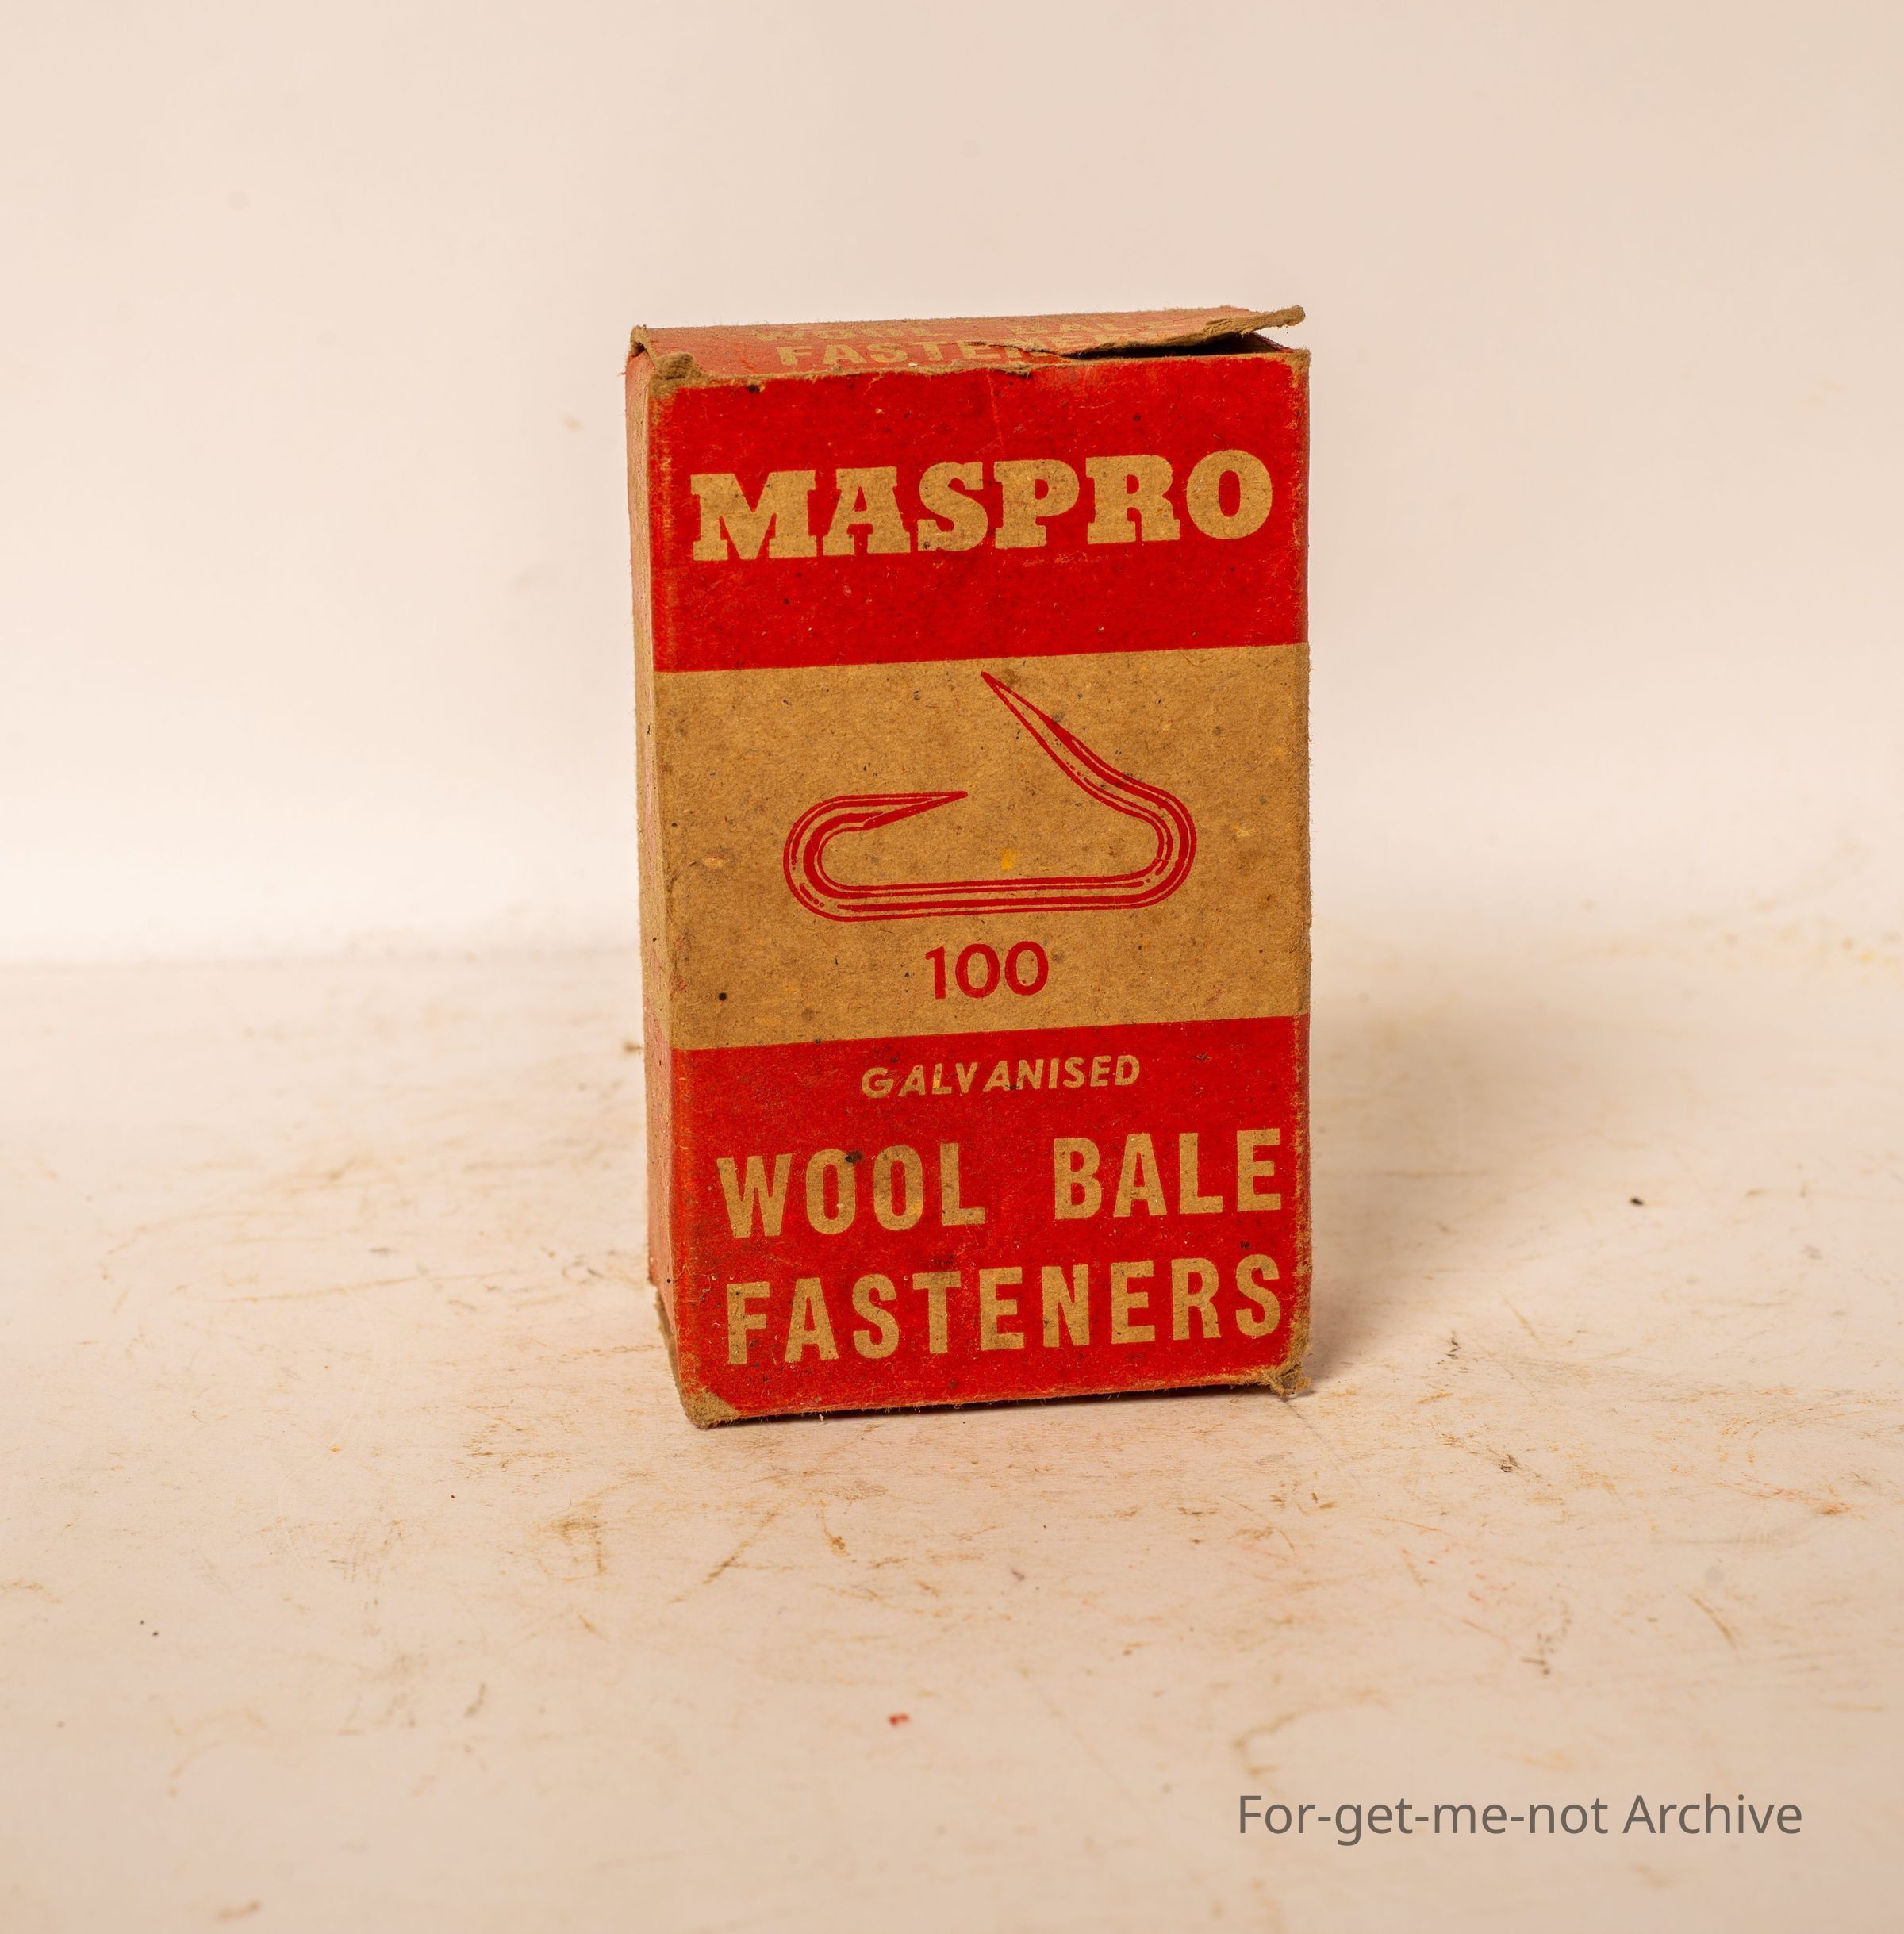 WOOL BALE
FASTENERS
MASPRO
100
GALVANISED
WOOL BALE
FASTENERS
For-get-me-not Archive